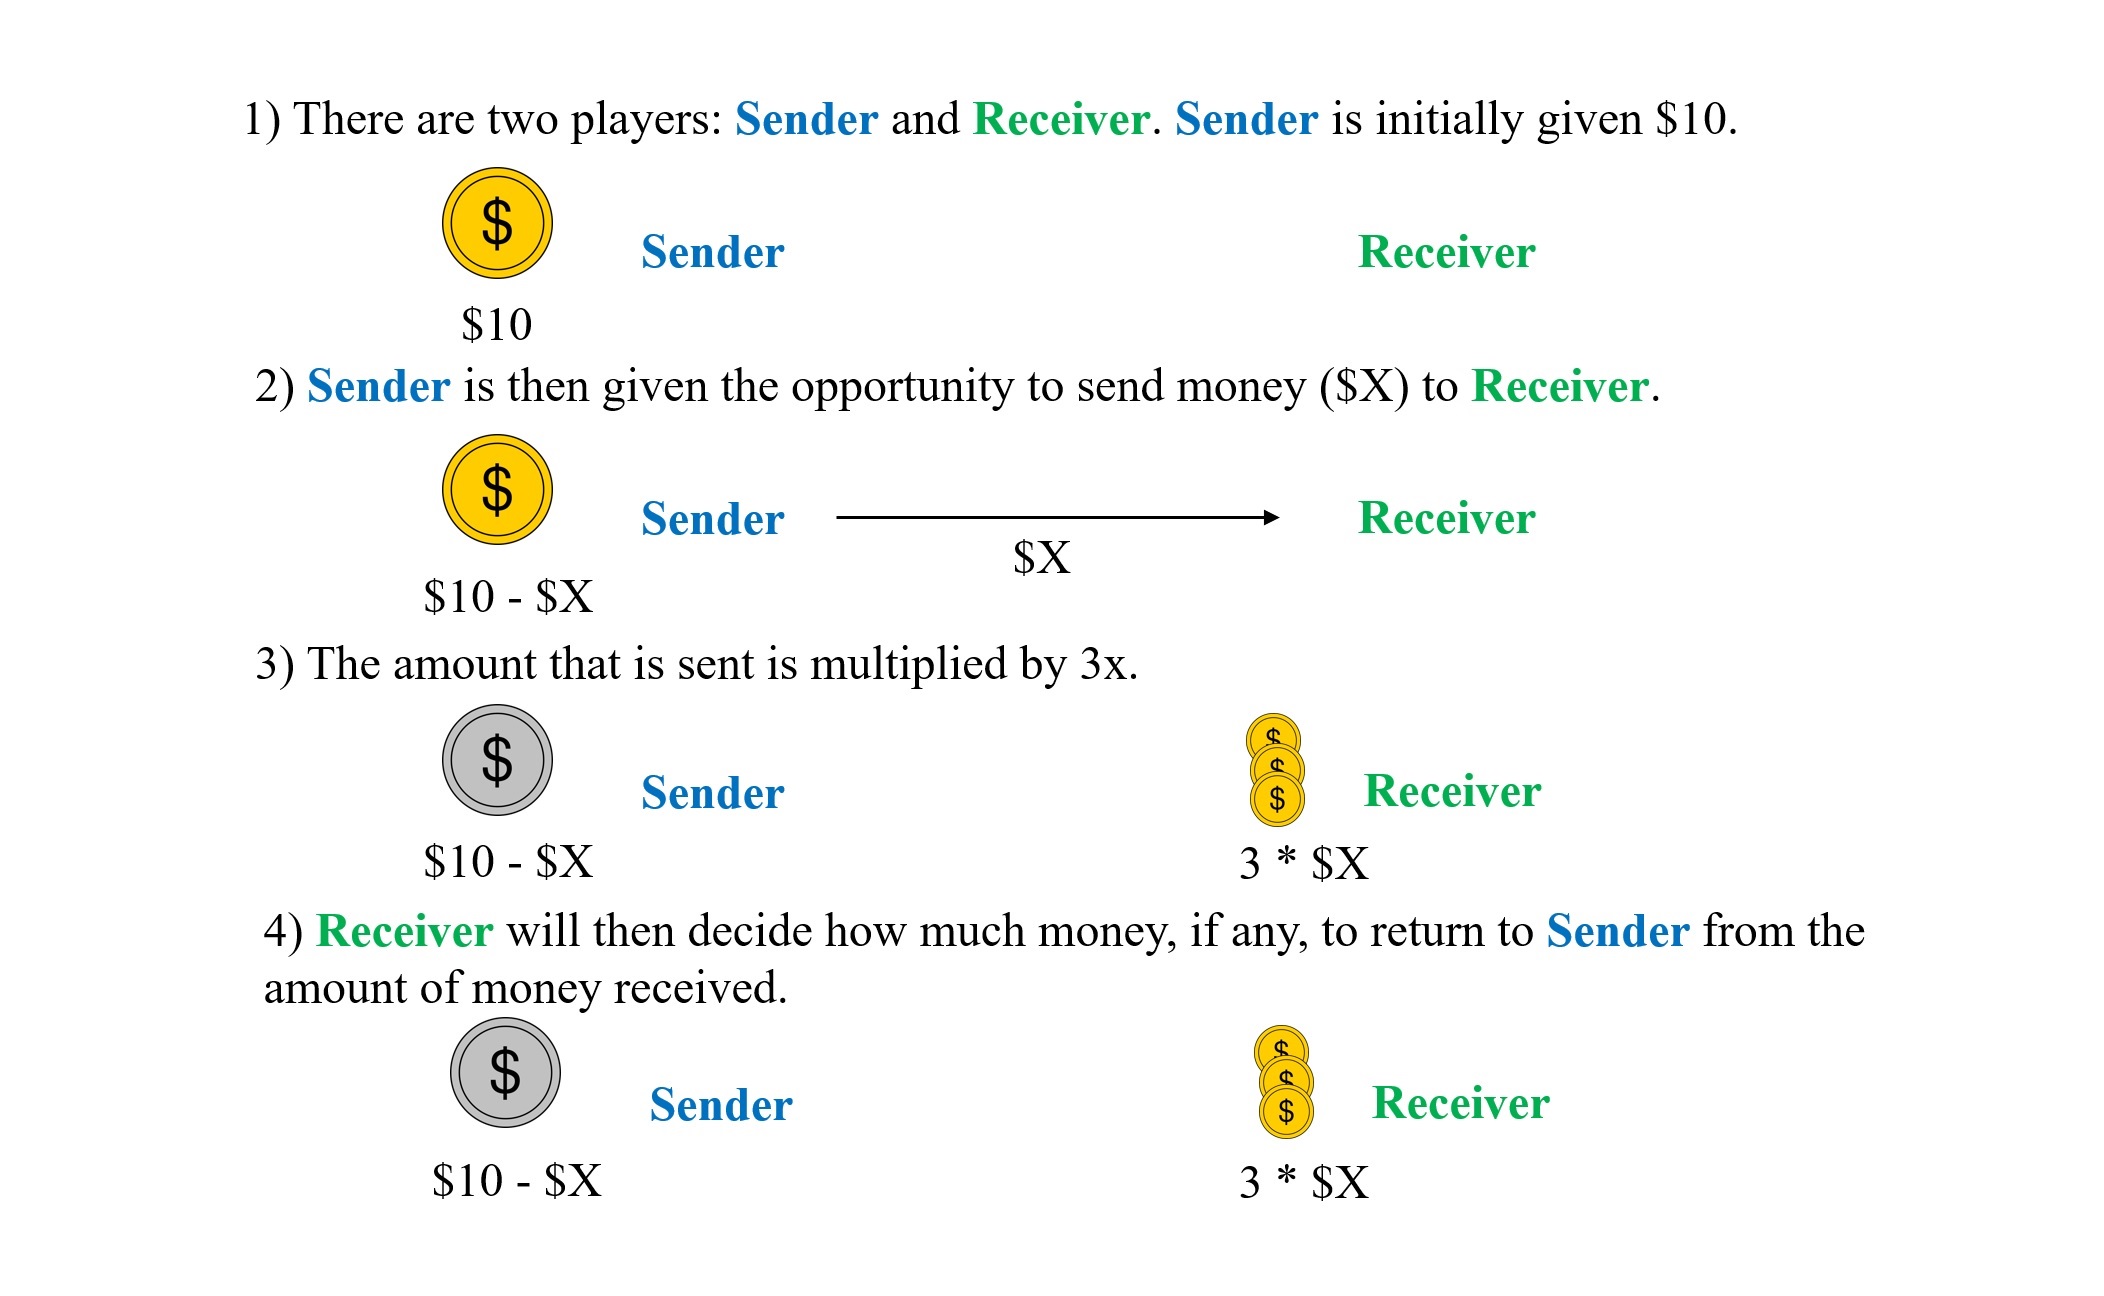 1) There are two players: Sender and Receiver. Sender is initially given $10.
$
Sender
Receiver
$10
2) Sender is then given the opportunity to send money ($X) to Receiver.
$
Sender
Receiver
$X
$10 - $X
3) The amount that is sent is multiplied by 3x.
$
Sender
$
$
$
Receiver
$10 - $X
3 * $X
4) Receiver will then decide how much money, if any, to return to Sender from the
amount of money received.
$
Sender
$
$
$
Receiver
$10 - $X
3 * $X